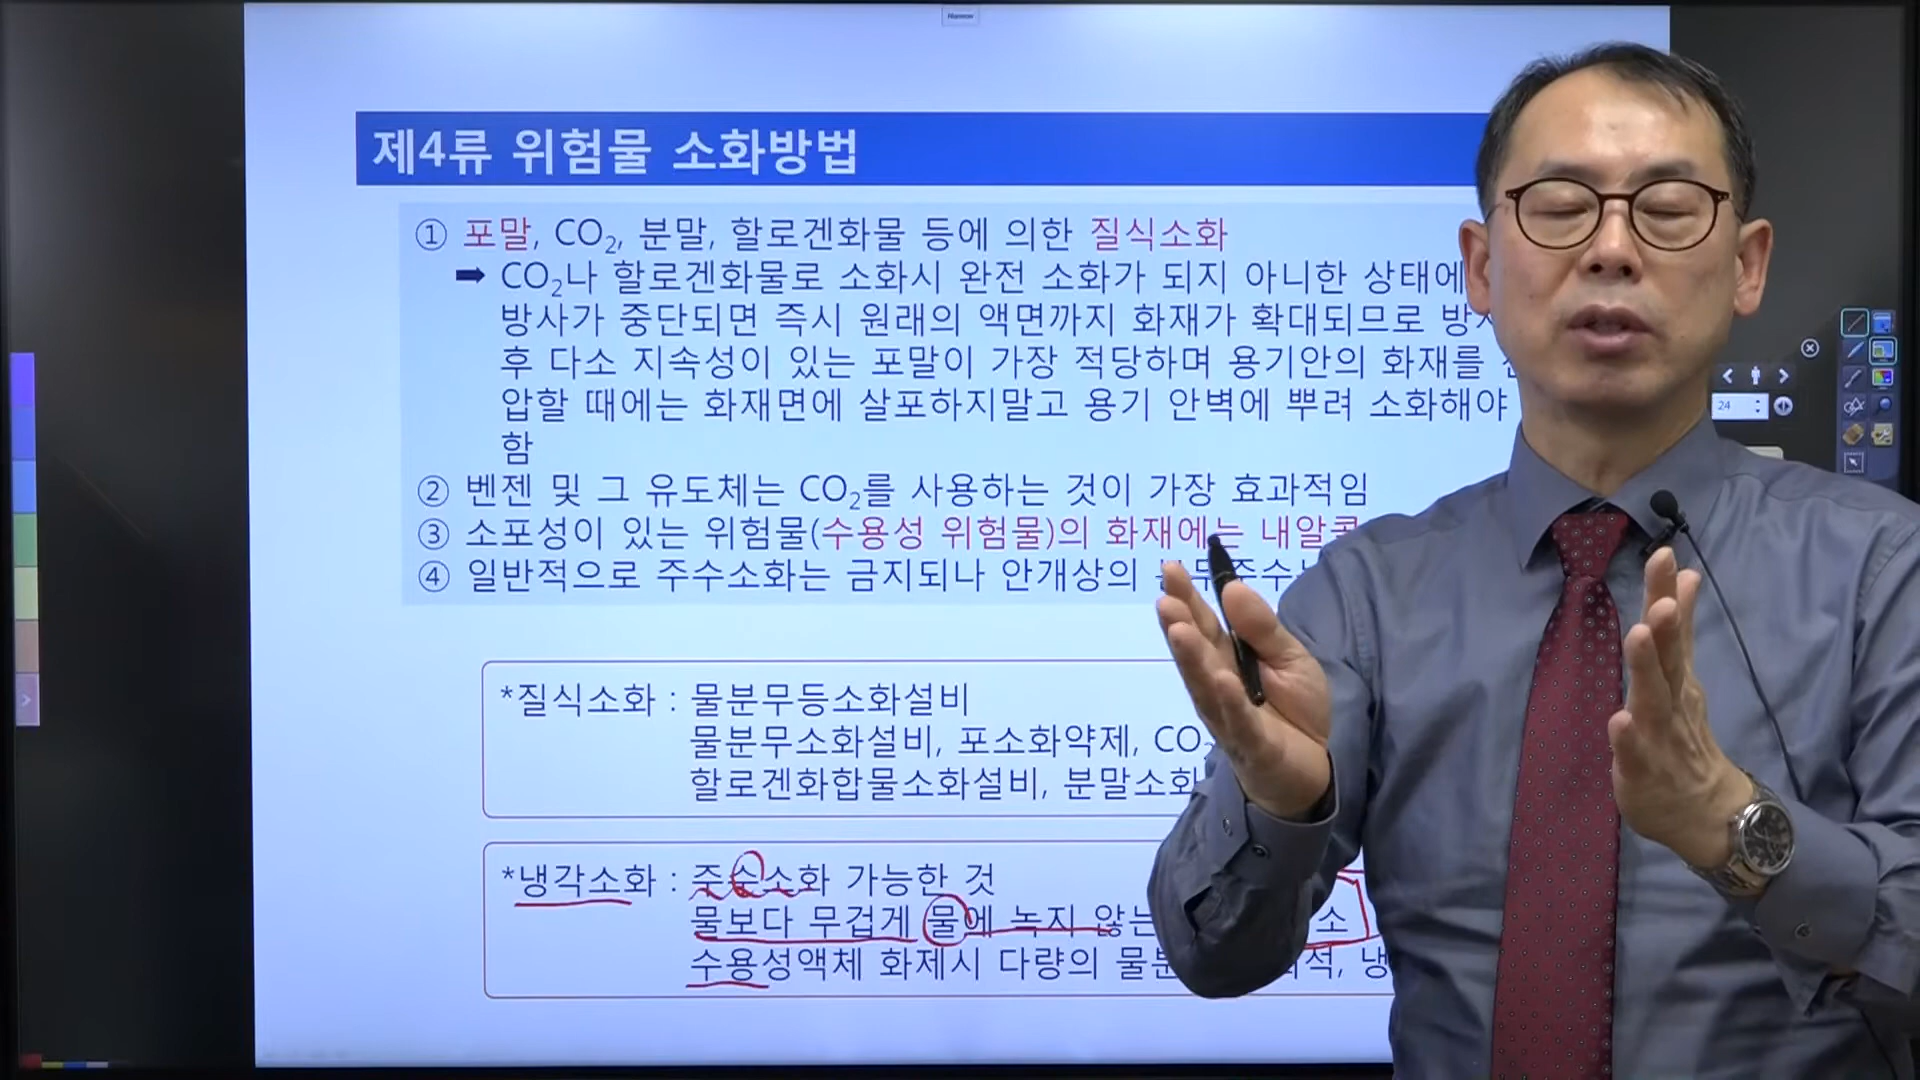 제4류 위험물 소화방법
① 포말, CO₂, 분말, 할로겐화물 등에 의한 질식소화
➡ CO₂나 할로겐화물로 소화시 완전 소화가 되지 아니한 상태에
방사가 중단되면 즉시 원래의 액면까지 화재가 확대되므로
후 다소 지속성이 있는 포말이 가장 적당하며 용기안의 화재를
압할 때에는 화재면에 살포하지말고 용기 안벽에 뿌려 소화해야
함
② 벤젠 및 그 유도체는 CO₂를 사용하는 것이 가장 효과적임
③ 소포성이 있는 위험물(수용성 위험물)의 화재에는
④ 일반적으로 주수소화는 금지되나 안개상의
*질식소화 : 물분무등소화설비
물분무소화설비, 포소화약제, CO₂
할로겐화합물소화설비, 분말소화
*냉각소화 : 주수소화 가능한 것
물보다 무겁게 물에 녹지 않는 소
수용성액체 화제시 다량의
24